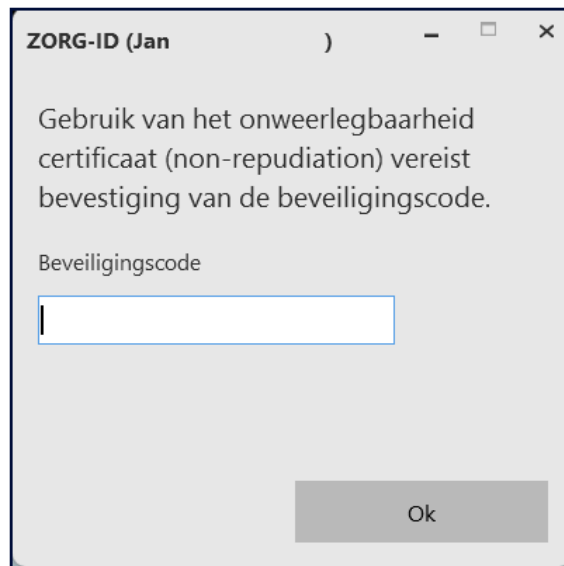 ZORG-ID (Jan )
Gebruik van het onweerlegbaarheid
certificaat (non-repudiation) vereist
bevestiging van de beveiligingscode.
Beveiligingscode
Ok